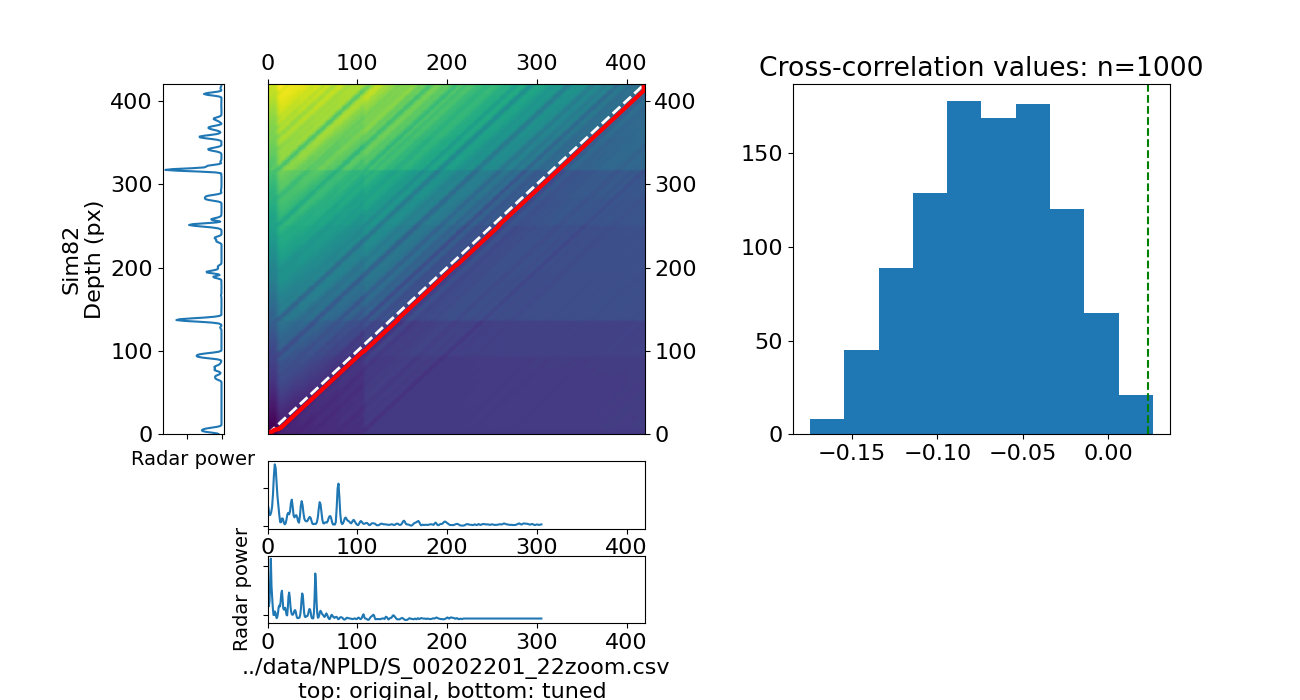 0 100 200 300 400
Cross-correlation values: n=1000
400
300
200
100
0
Sim82
Depth (px)
Radar power
400
300
200
100
0
150
100
50
0
−0.15 −0.10 −0.05 0.00
0 100 200 300 400
Radar power
0 100 200 300 400
../data/NPLD/S_00202201_22zoom.csv
top: original, bottom: tuned